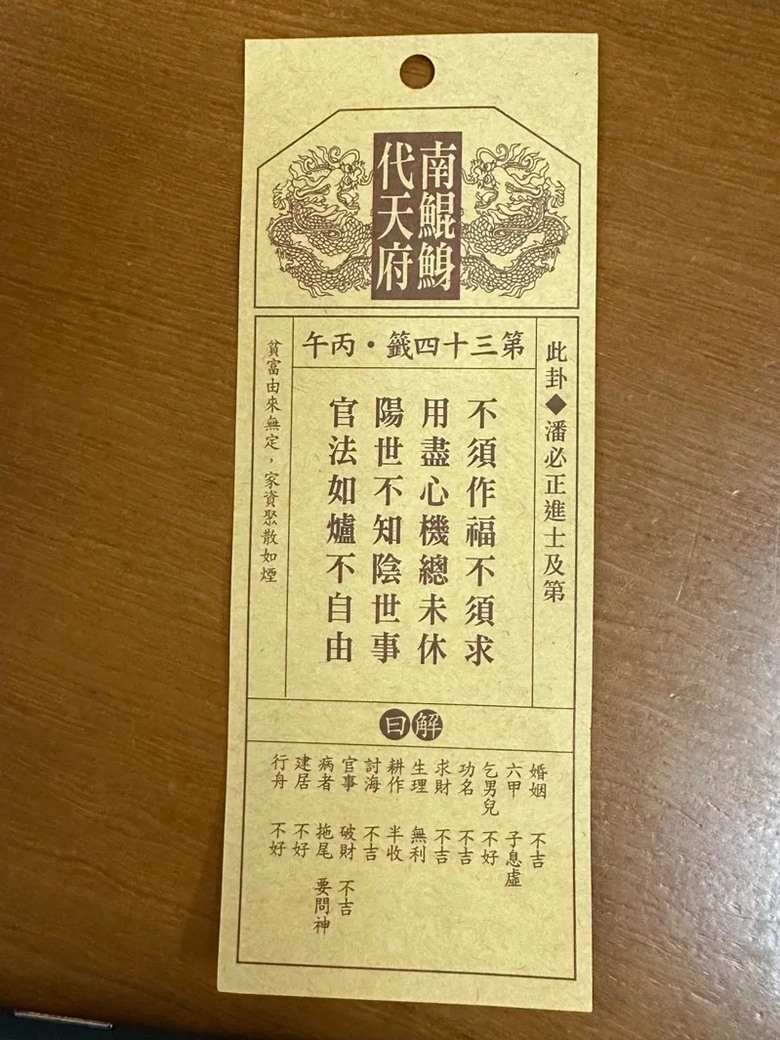 南鯤鯓
代天府
第三十四籤・丙午
此卦◆潘必正進士及第
不須作福不須求
用盡心機總未休
陽世不知陰世事
官法如爐不自由
貧富由來無定，家資聚散如煙
解曰
婚姻 不吉
六甲 子息虛
乞男兒 不好
功名 不吉
求財 不吉
生理 無利
耕作 半收
討海 不吉
官事 破財 不吉
病者 拖尾 要問神
建居 不好
行舟 不好